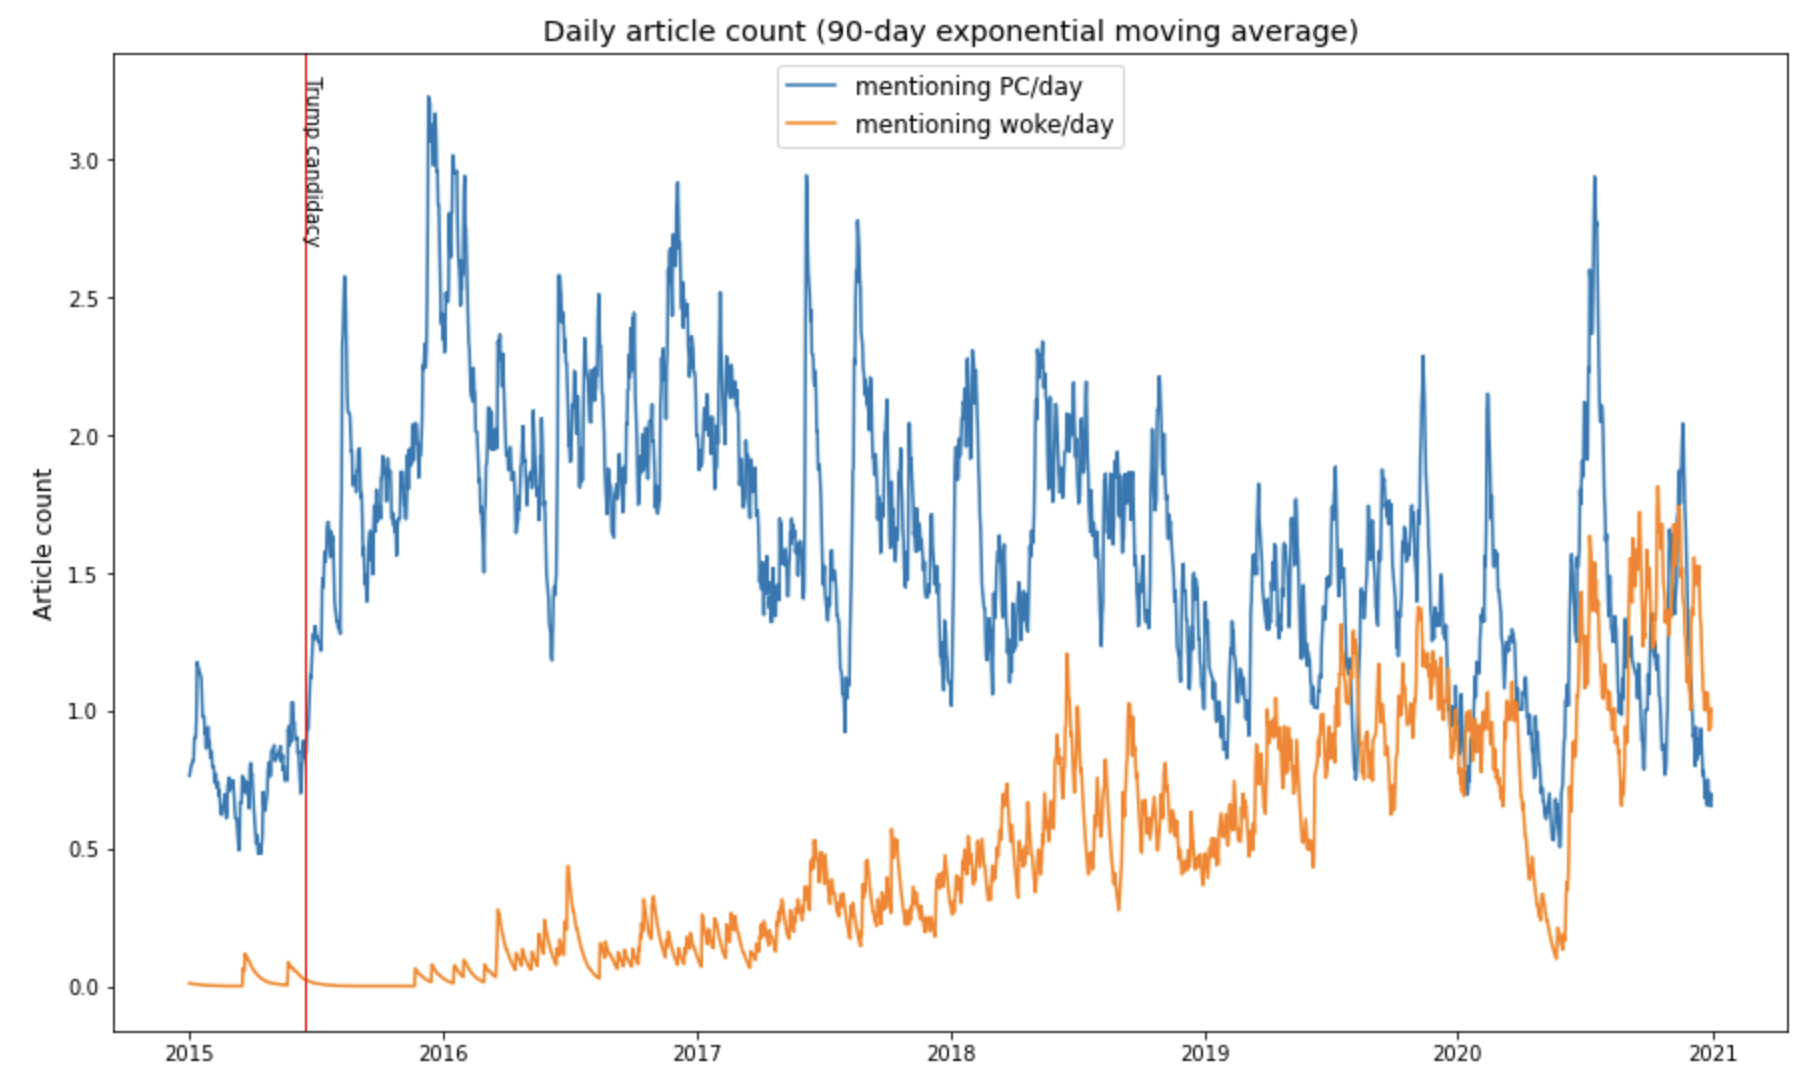 Daily article count (90-day exponential moving average)
mentioning PC/day
mentioning woke/day
Trump candidacy
Article count
3.0
2.5
2.0
1.5
1.0
0.5
0.0
2015 2016 2017 2018 2019 2020 2021